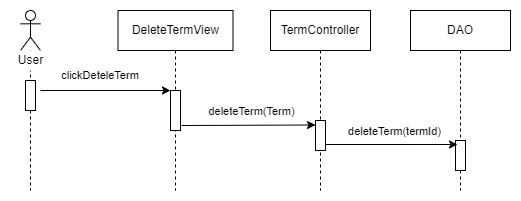 DeleteTermView
TermController
DAO
User
clickDeteleTerm
deleteTerm(Term)
deleteTerm(termId)